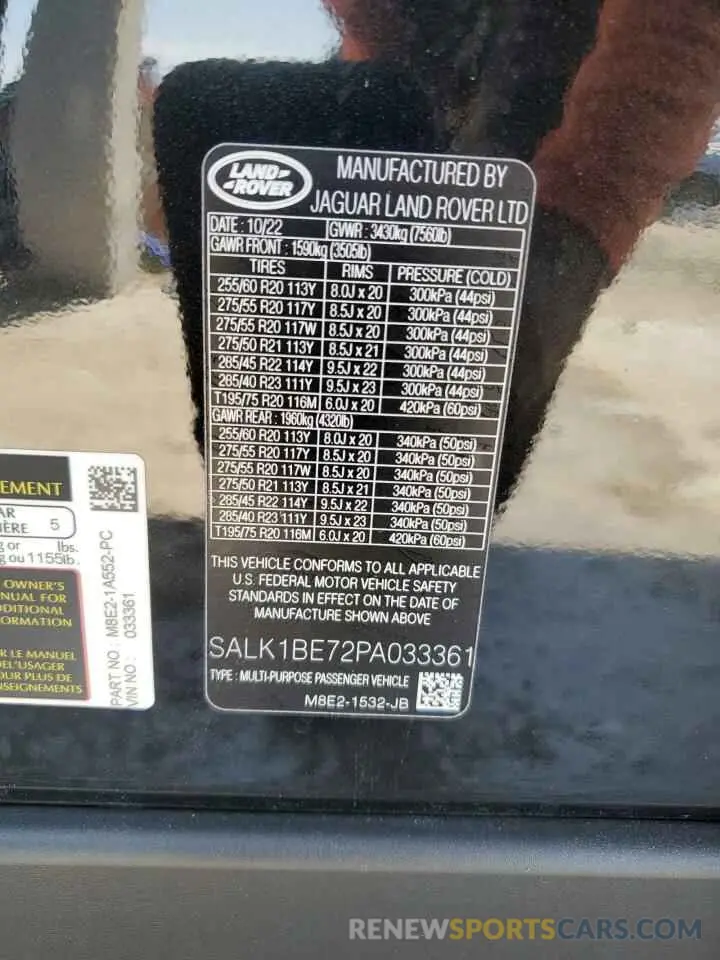 LAND-
-ROVER
MANUFACTURED BY
JAGUAR LAND ROVER LTD
DATE : 10/22 GVWR : 3430kg (7560lb)
GAWR FRONT : 1590kg (3505lb)
TIRES RIMS PRESSURE (COLD)
255/60 R20 113Y 8.0J x 20 300kPa (44psi)
275/55 R20 117Y 8.5J x 20 300kPa (44psi)
275/55 R20 117W 8.5J x 20 300kPa (44psi)
275/50 R21 113Y 8.5J x 21 300kPa (44psi)
285/45 R22 114Y 9.5J x 22 300kPa (44psi)
285/40 R23 111Y 9.5J x 23 300kPa (44psi)
T195/75 R20 116M 6.0J x 20 420kPa (60psi)
GAWR REAR : 1960kg (4320lb)
255/60 R20 113Y 8.0J x 20 340kPa (50psi)
275/55 R20 117Y 8.5J x 20 340kPa (50psi)
275/55 R20 117W 8.5J x 20 340kPa (50psi)
275/50 R21 113Y 8.5J x 21 340kPa (50psi)
285/45 R22 114Y 9.5J x 22 340kPa (50psi)
285/40 R23 111Y 9.5J x 23 340kPa (50psi)
T195/75 R20 116M 6.0J x 20 420kPa (60psi)
THIS VEHICLE CONFORMS TO ALL APPLICABLE
U.S. FEDERAL MOTOR VEHICLE SAFETY
STANDARDS IN EFFECT ON THE DATE OF
MANUFACTURE SHOWN ABOVE
SALK1BE72PA033361
TYPE : MULTI-PURPOSE PASSENGER VEHICLE
M8E2-1532-JB
EMENT
AR
IÈRE 5
g or lbs.
g ou 1155lb.
OWNER'S
NUAL FOR
DDITIONAL
ORMATION
R LE MANUEL
DEL'USAGER
OUR PLUS DE
NSEIGNEMENTS
PART NO : M8E2-1A552-PC
VIN NO : 033361
RENEWSPORTSCARS.COM